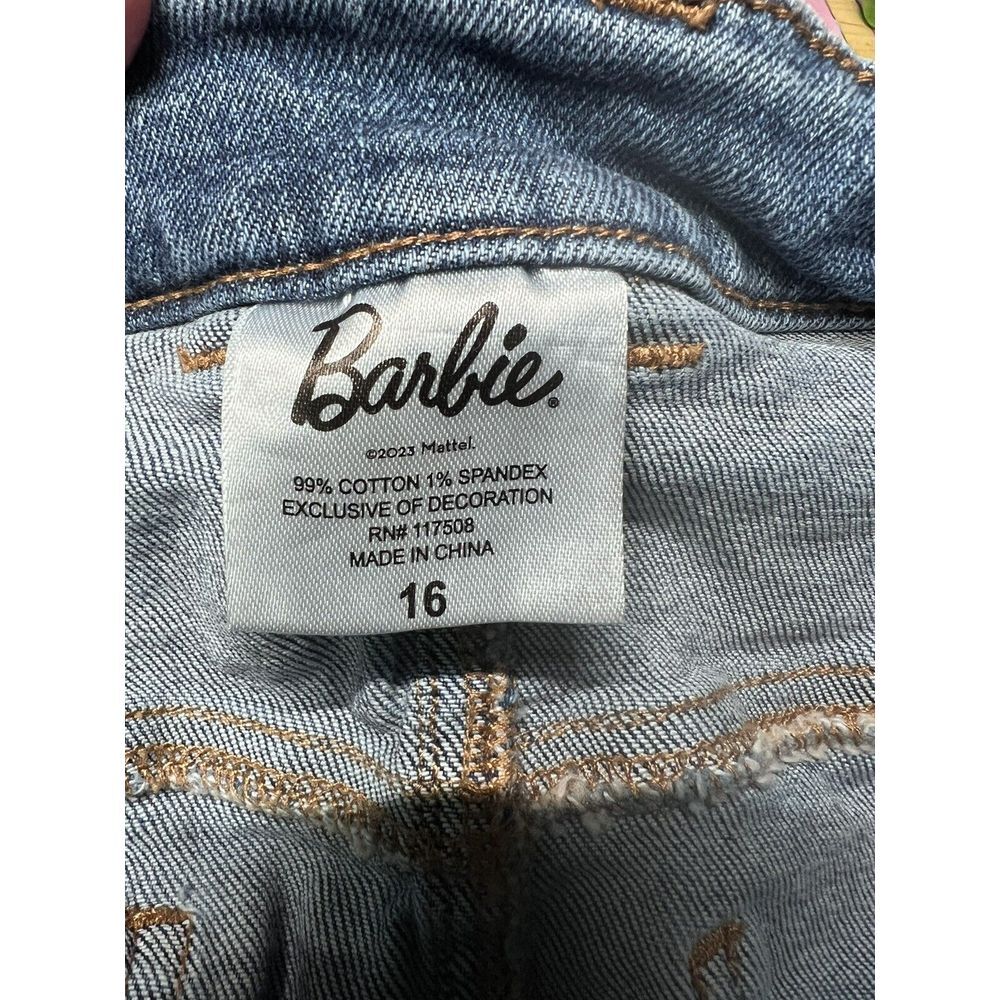 Barbie®
©2023 Mattel.
99% COTTON 1% SPANDEX
EXCLUSIVE OF DECORATION
RN# 117508
MADE IN CHINA
16